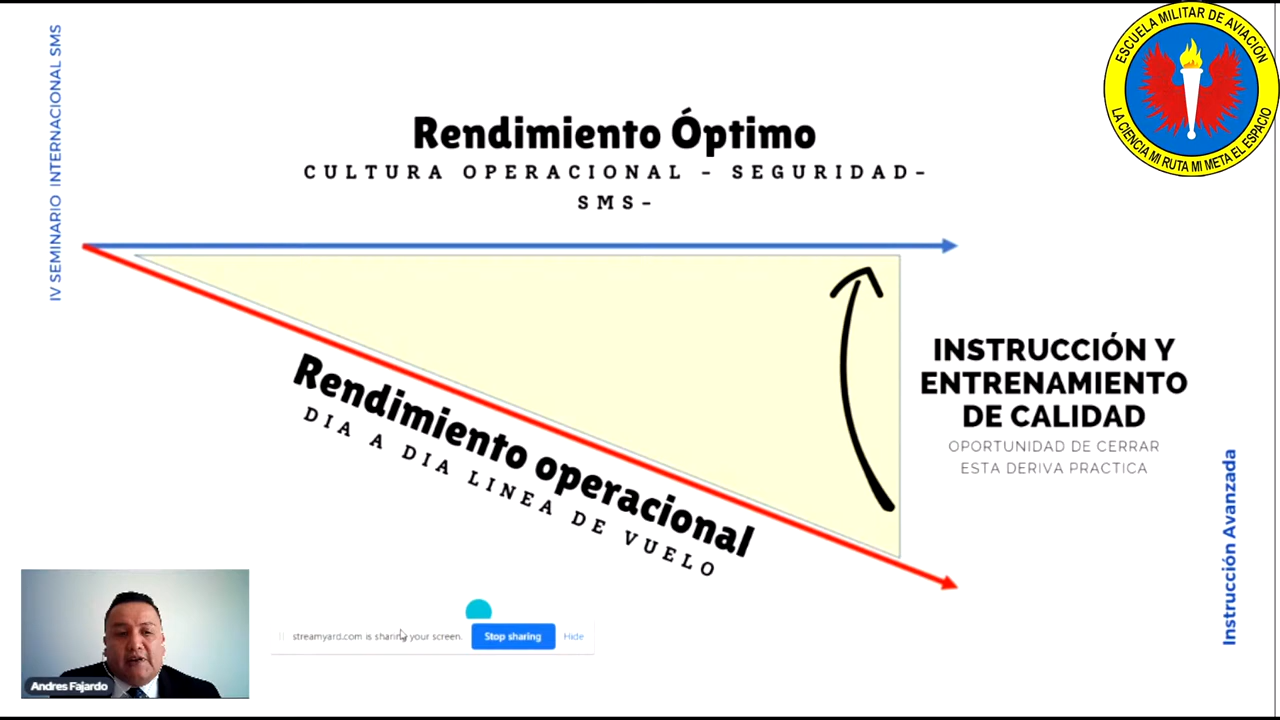 IV SEMINARIO INTERNACIONAL SMS
ESCUELA MILITAR DE AVIACIÓN
LA CIENCIA MI RUTA MI META EL ESPACIO
Rendimiento Óptimo
CULTURA OPERACIONAL - SEGURIDAD-
SMS-
Rendimiento operacional
DIA A DIA LINEA DE VUELO
INSTRUCCIÓN Y
ENTRENAMIENTO
DE CALIDAD
OPORTUNIDAD DE CERRAR
ESTA DERIVA PRACTICA
Instrucción Avanzada
streamyard.com is sharing your screen.
Stop sharing
Hide
Andres Fajardo